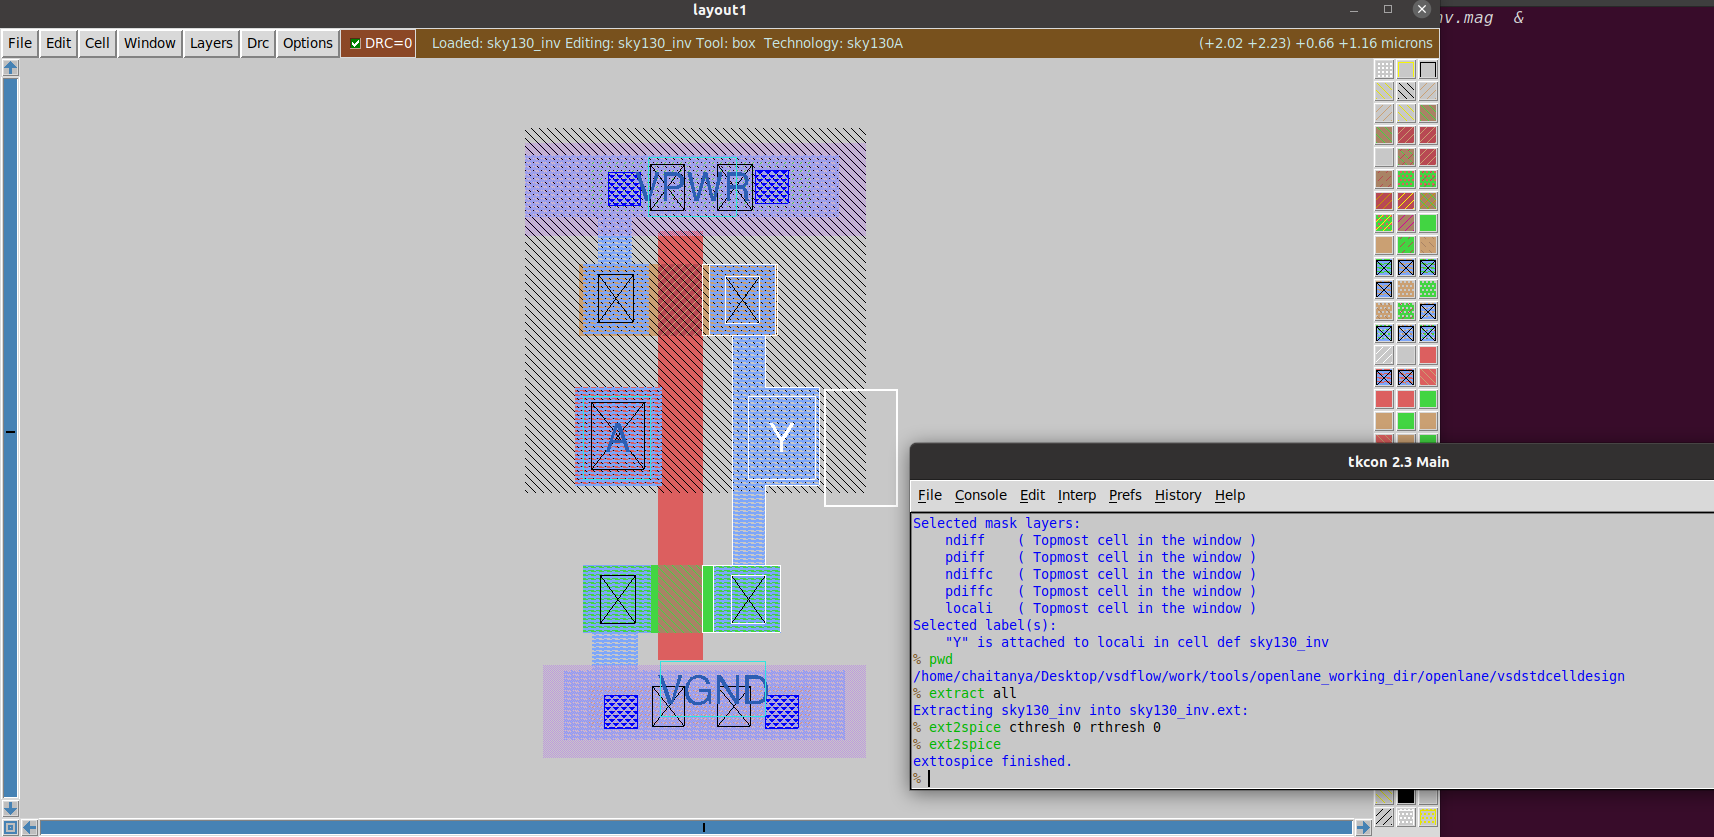 layout1
nv.mag &
File Edit Cell Window Layers Drc Options DRC=0 Loaded: sky130_inv Editing: sky130_inv Tool: box Technology: sky130A (+2.02 +2.23) +0.66 +1.16 microns
VPWR
A
Y
VGND
tkcon 2.3 Main
File Console Edit Interp Prefs History Help
Selected mask layers:
ndiff ( Topmost cell in the window )
pdiff ( Topmost cell in the window )
ndiffc ( Topmost cell in the window )
pdiffc ( Topmost cell in the window )
locali ( Topmost cell in the window )
Selected label(s):
"Y" is attached to locali in cell def sky130_inv
% pwd
/home/chaitanya/Desktop/vsdflow/work/tools/openlane_working_dir/openlane/vsdstdcelldesign
% extract all
Extracting sky130_inv into sky130_inv.ext:
% ext2spice cthresh 0 rthresh 0
% ext2spice
exttospice finished.
%